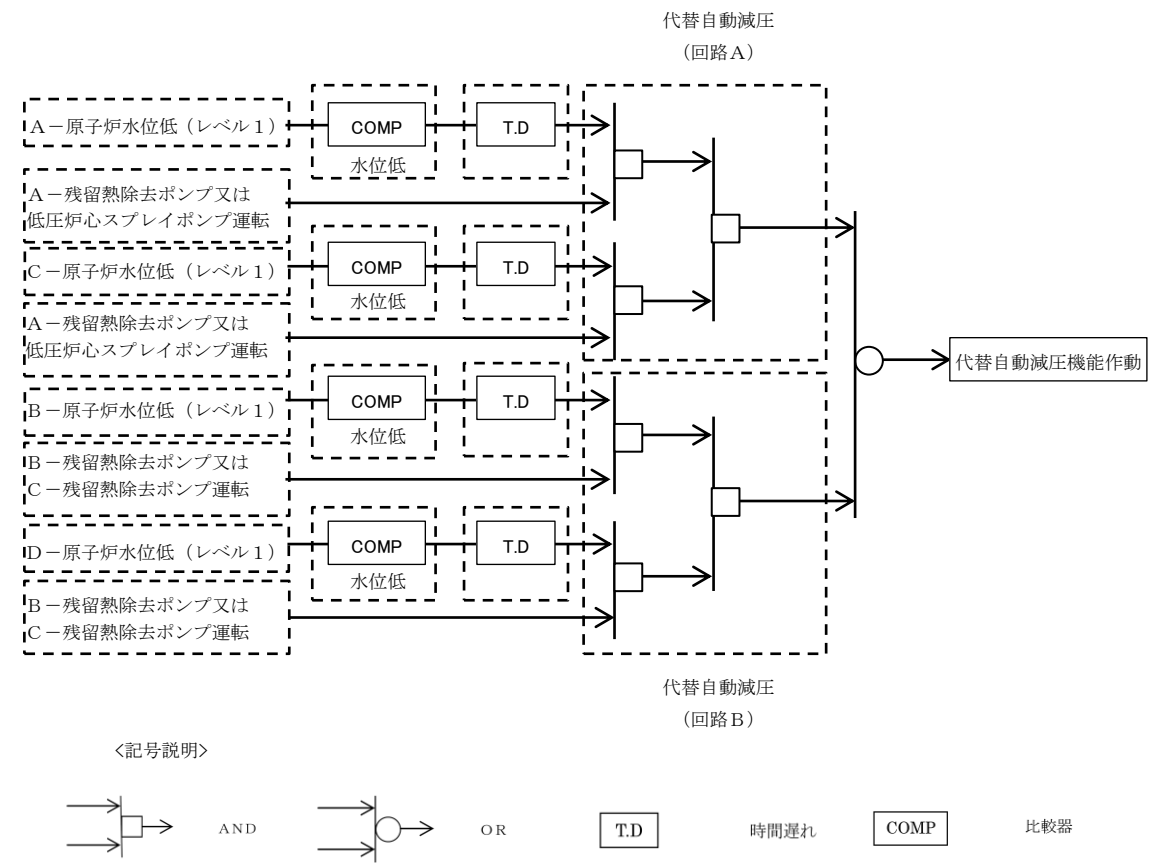 代替自動減圧
（回路A）
A－原子炉水位低（レベル１）
COMP
T.D
水位低
A－残留熱除去ポンプ又は
低圧炉心スプレイポンプ運転
C－原子炉水位低（レベル１）
COMP
T.D
水位低
A－残留熱除去ポンプ又は
低圧炉心スプレイポンプ運転
代替自動減圧機能作動
B－原子炉水位低（レベル１）
COMP
T.D
水位低
B－残留熱除去ポンプ又は
C－残留熱除去ポンプ運転
D－原子炉水位低（レベル１）
COMP
T.D
水位低
B－残留熱除去ポンプ又は
C－残留熱除去ポンプ運転
代替自動減圧
（回路B）
<記号説明>
AND
OR
T.D
時間遅れ
COMP
比較器